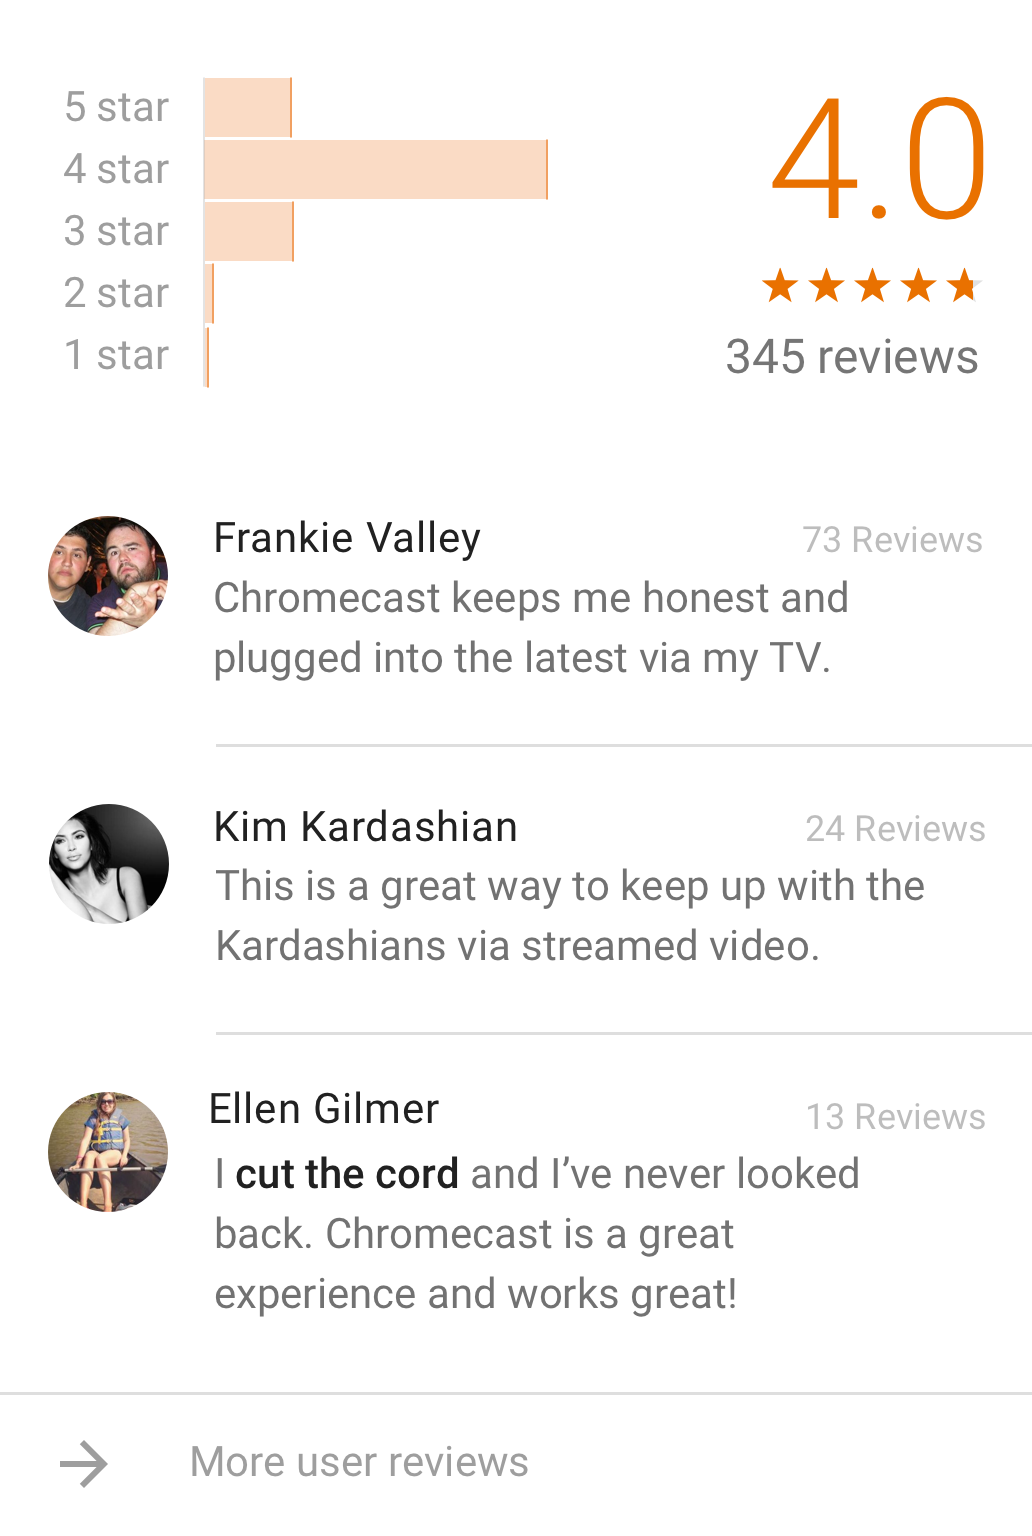 5 star
4 star
3 star
2 star
1 star
4.0
345 reviews
Frankie Valley
73 Reviews
Chromecast keeps me honest and
plugged into the latest via my TV.
Kim Kardashian
24 Reviews
This is a great way to keep up with the
Kardashians via streamed video.
Ellen Gilmer
13 Reviews
I cut the cord and I’ve never looked
back. Chromecast is a great
experience and works great!
More user reviews